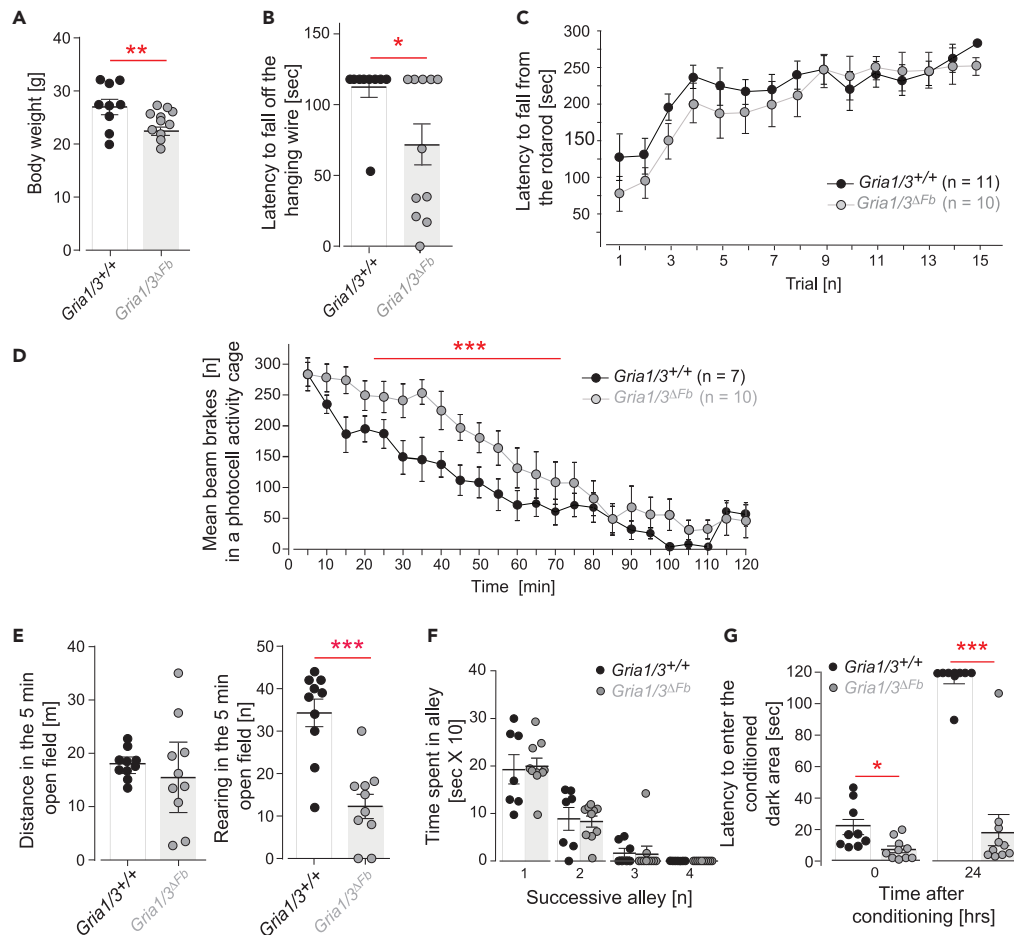 A
**
Body weight [g]
40
30
20
10
0
Gria1/3+/+
Gria1/3ΔFb
B
*
Latency to fall off the
hanging wire [sec]
150
100
50
0
Gria1/3+/+
Gria1/3ΔFb
C
Latency to fall from
the rotarod [sec]
300
250
200
150
100
50
Gria1/3+/+ (n = 11)
Gria1/3ΔFb (n = 10)
1 3 5 7 9 11 13 15
Trial [n]
D
***
Mean beam brakes [n]
in a photocell activity cage
300
250
200
150
100
50
0
Gria1/3+/+ (n = 7)
Gria1/3ΔFb (n = 10)
0 10 20 30 40 50 60 70 80 90 100 110 120
Time [min]
E
Distance in the 5 min
open field [m]
40
30
20
10
0
Gria1/3+/+
Gria1/3ΔFb
***
Rearing in the 5 min
open field [n]
50
40
30
20
10
0
Gria1/3+/+
Gria1/3ΔFb
F
Gria1/3+/+
Gria1/3ΔFb
Time spent in alley
[sec X 10]
40
30
20
10
0
1 2 3 4
Successive alley [n]
G
Gria1/3+/+
Gria1/3ΔFb
***
*
Latency to enter the
conditioned
dark area [sec]
120
100
80
60
40
20
0
0 24
Time after
conditioning [hrs]